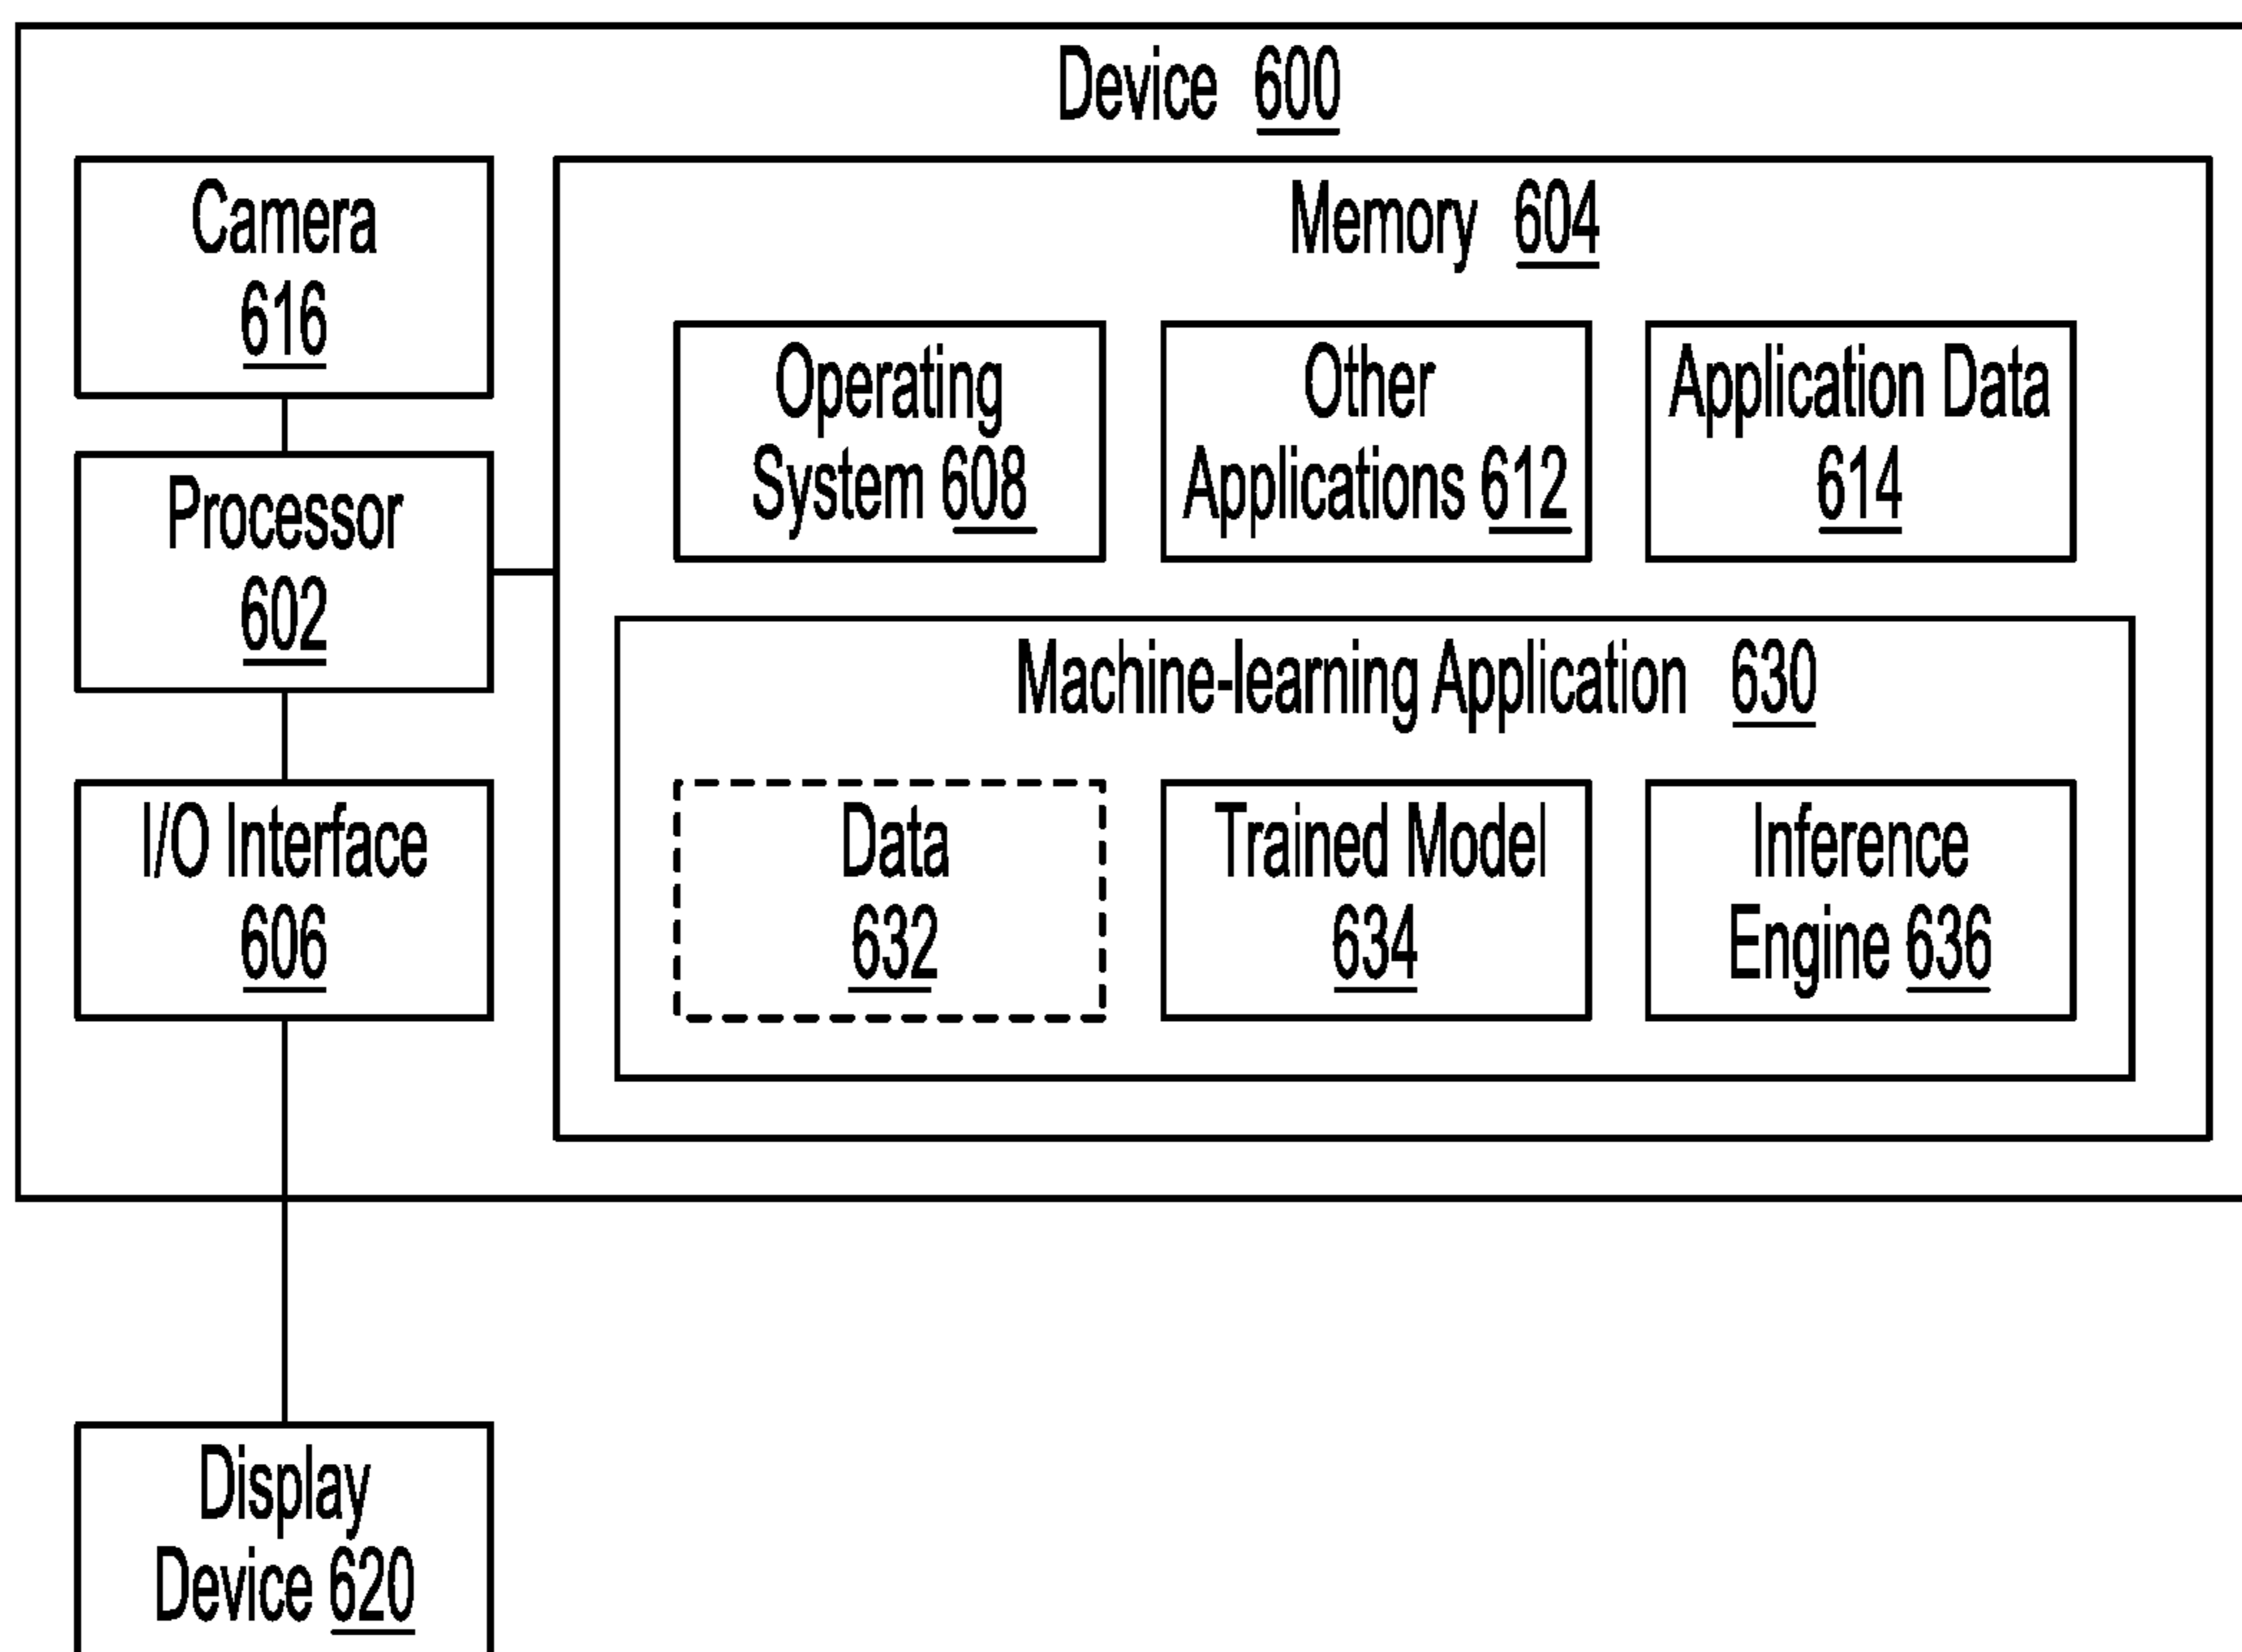 Device 600
Camera
616
Memory 604
Operating
System 608
Other
Applications 612
Application Data
614
Processor
602
Machine-learning Application 630
I/O Interface
606
Data
632
Trained Model
634
Inference
Engine 636
Display
Device 620